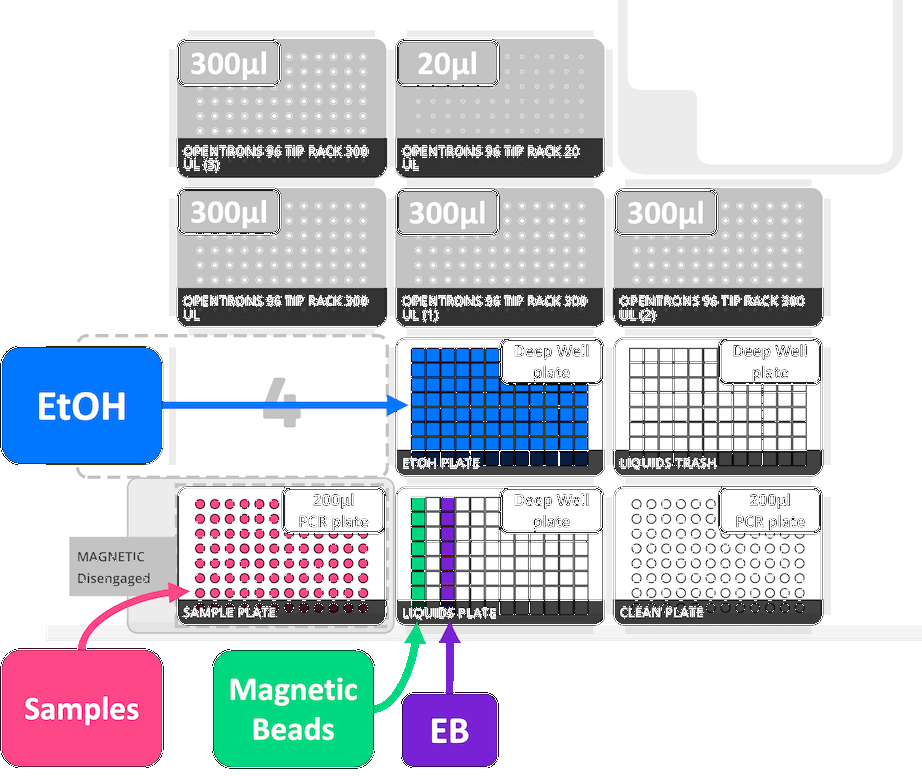 300µl
20µl
OPENTRONS 96 TIP RACK 300
UL (3)
OPENTRONS 96 TIP RACK 20
UL
300µl
300µl
300µl
OPENTRONS 96 TIP RACK 300
UL
OPENTRONS 96 TIP RACK 300
UL (1)
OPENTRONS 96 TIP RACK 300
UL (2)
EtOH
4
Deep Well
plate
ETOH PLATE
Deep Well
plate
LIQUIDS TRASH
MAGNETIC
Disengaged
200µl
PCR plate
SAMPLE PLATE
Deep Well
plate
LIQUIDS PLATE
200µl
PCR plate
CLEAN PLATE
Samples
Magnetic
Beads
EB